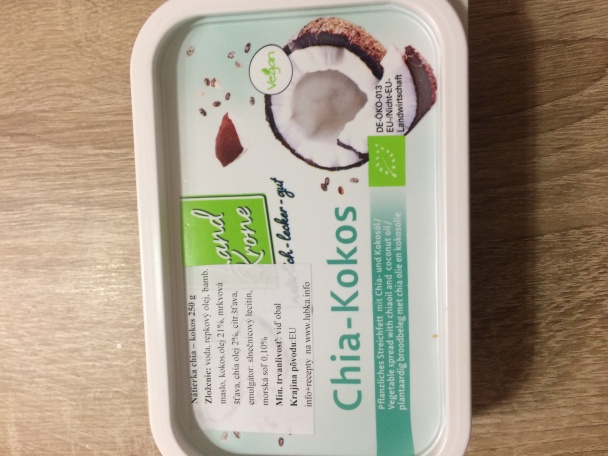 Vegan
DE-ÖKO-013
EU-/Nicht-EU-
Landwirtschaft
and
Krone
ich - lecker - gut
Chia-Kokos
Pflanzliches Streichfett mit Chia- und Kokosöl /
Vegetable spread with chiaoil and coconut oil /
plantaardig broodbeleg met chia olie en kokosolie
Nátierka chia – kokos 250 g
Zloženie: voda, repkový olej, bamb.
maslo, kokos.olej 21%, mrkvová
šťava, chia olej 2%, citr.šťava,
emulgátor: slnečnicový lecitín,
morská soľ 0,10%
Min. trvanlivosť: viď obal
Krajina pôvodu:EU
info+recepty na www.lubka.info